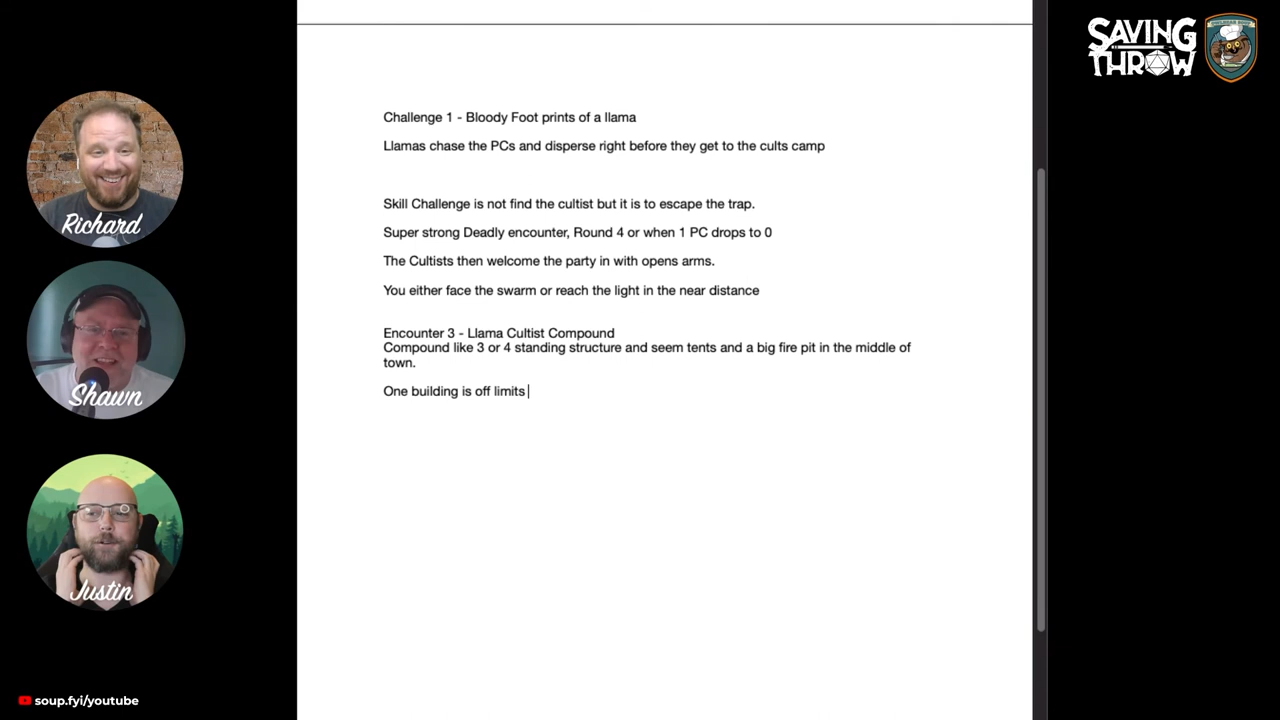 SAVING
THROW
Richard
Shawn
Justin
soup.fyi/youtube
Challenge 1 - Bloody Foot prints of a llama
Llamas chase the PCs and disperse right before they get to the cults camp
Skill Challenge is not find the cultist but it is to escape the trap.
Super strong Deadly encounter, Round 4 or when 1 PC drops to 0
The Cultists then welcome the party in with opens arms.
You either face the swarm or reach the light in the near distance
Encounter 3 - Llama Cultist Compound
Compound like 3 or 4 standing structure and seem tents and a big fire pit in the middle of
town.
One building is off limits